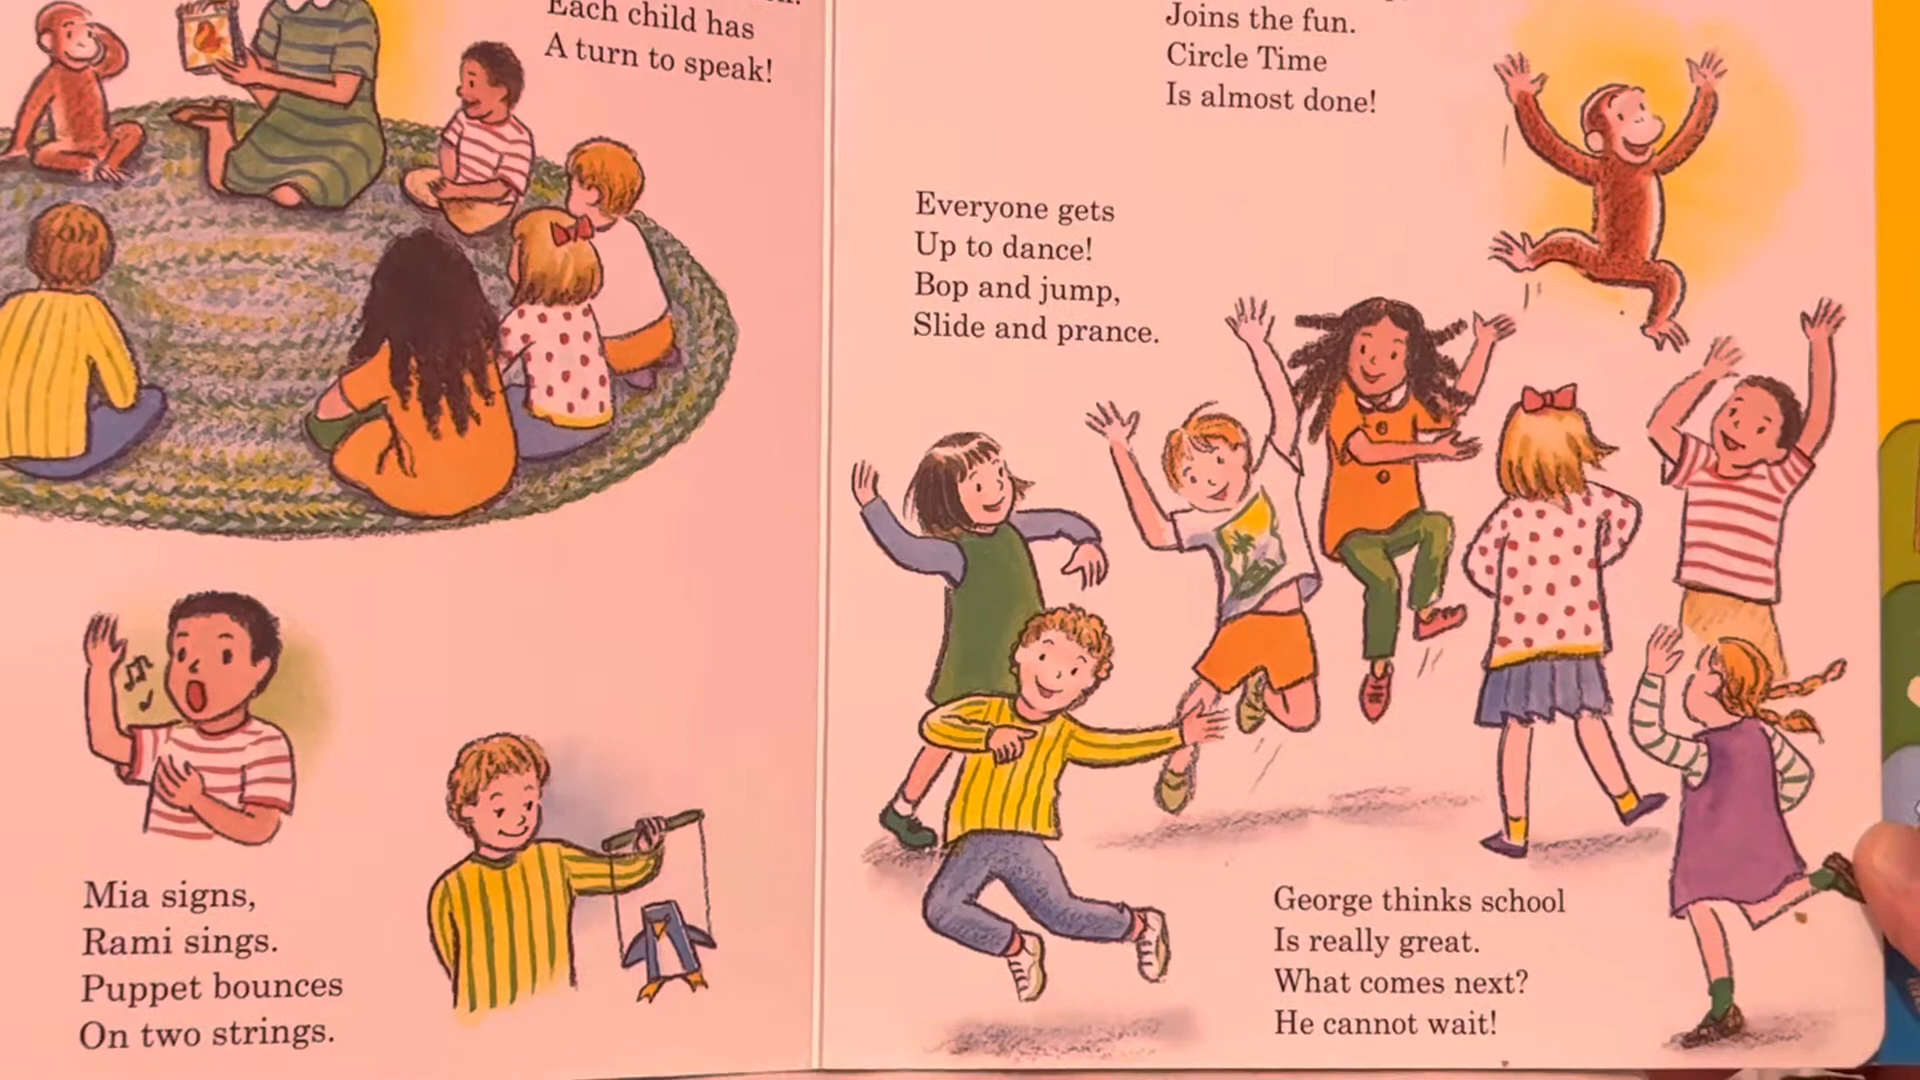 Each child has
A turn to speak!
Mia signs,
Rami sings.
Puppet bounces
On two strings.
Joins the fun.
Circle Time
Is almost done!
Everyone gets
Up to dance!
Bop and jump,
Slide and prance.
George thinks school
Is really great.
What comes next?
He cannot wait!